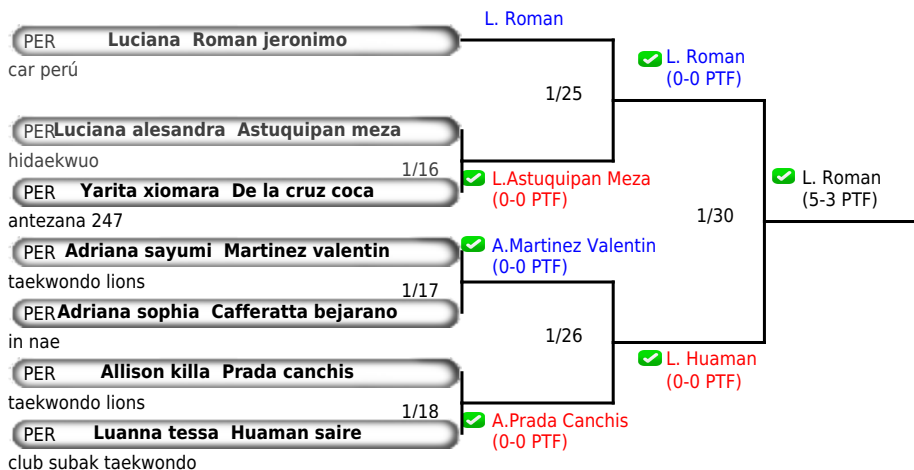 L. Roman
PER Luciana Roman jeronimo
car perú
L. Roman
(0-0 PTF)
1/25
PER Luciana alesandra Astuquipan meza
hidaekwuo
1/16
L.Astuquipan Meza
(0-0 PTF)
L. Roman
(5-3 PTF)
PER Yarita xiomara De la cruz coca
antezana 247
1/30
PER Adriana sayumi Martinez valentin
A.Martinez Valentin
(0-0 PTF)
taekwondo lions
1/17
PER Adriana sophia Cafferatta bejarano
in nae
1/26
L. Huaman
(0-0 PTF)
PER Allison killa Prada canchis
taekwondo lions
1/18
A.Prada Canchis
(0-0 PTF)
PER Luanna tessa Huaman saire
club subak taekwondo